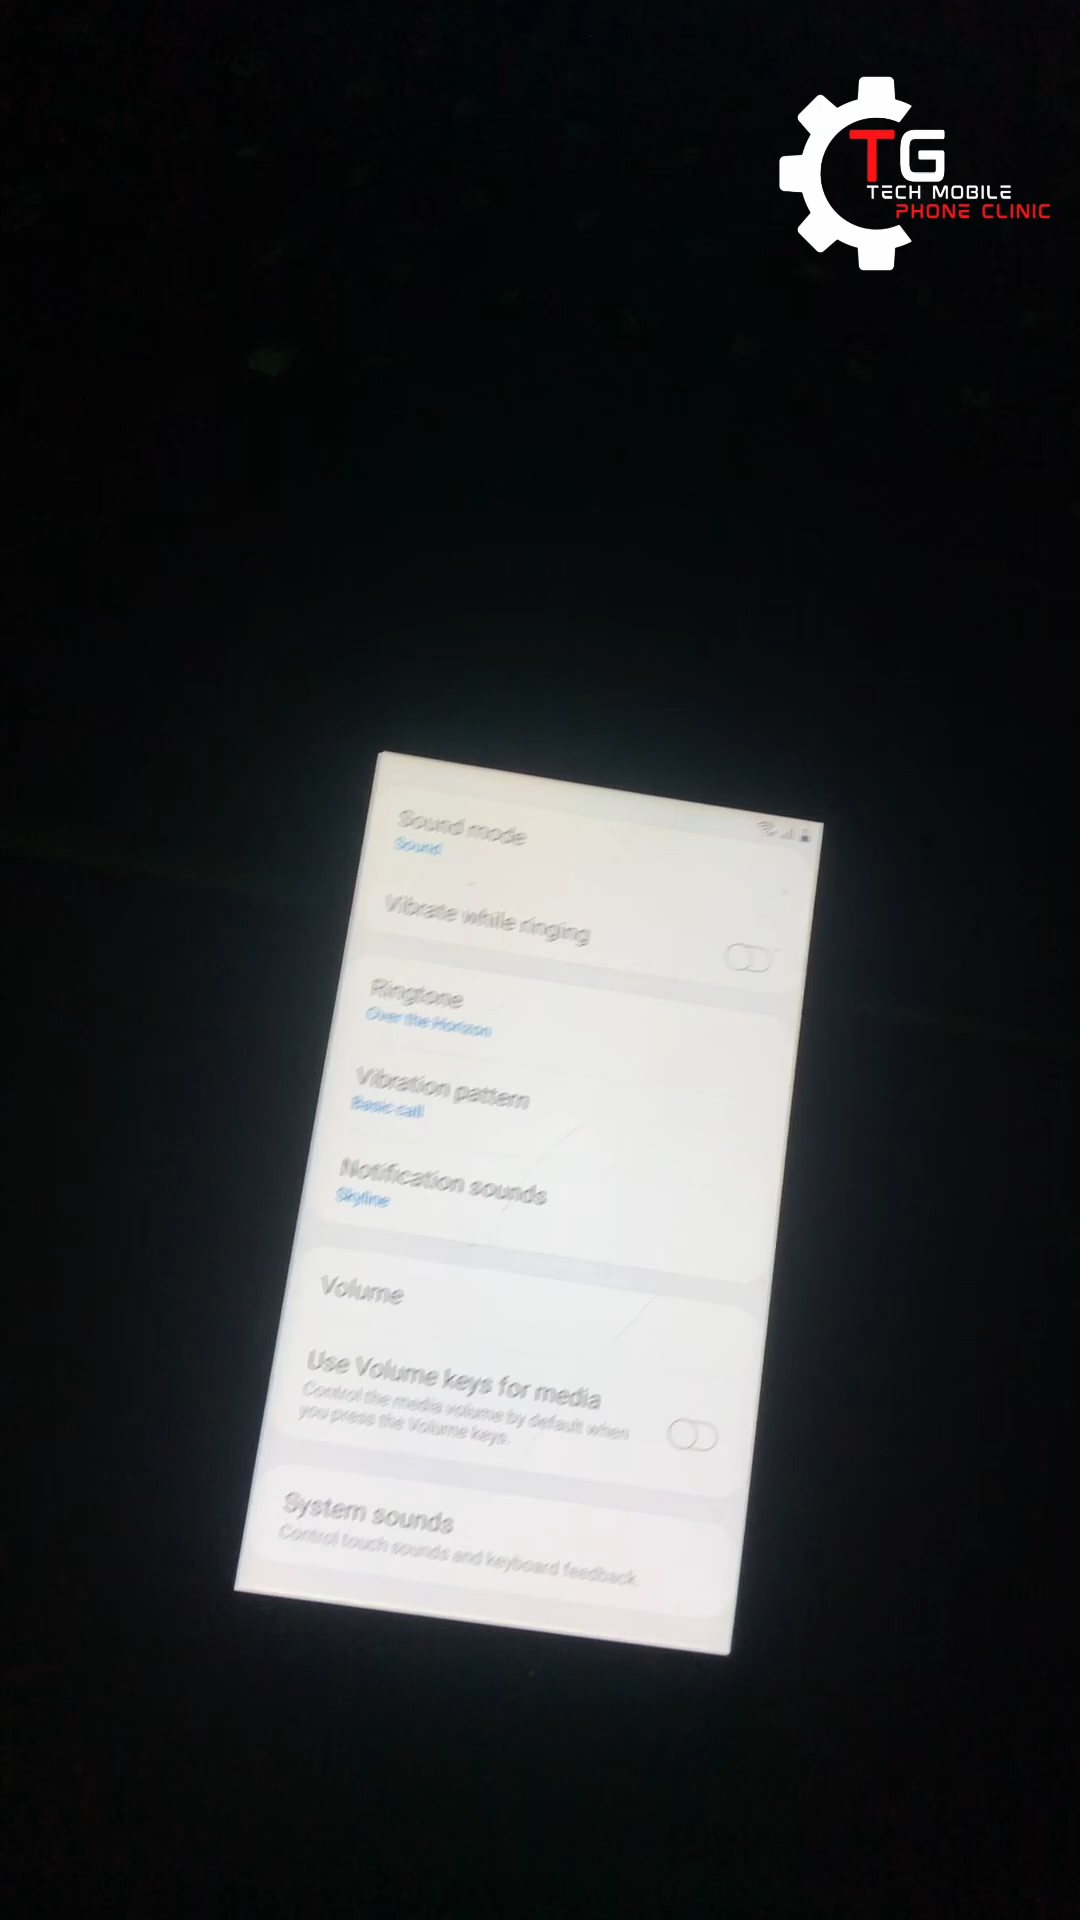 TG
TECH MOBILE
PHONE CLINIC
Sound mode
Sound
Vibrate while ringing
Ringtone
Over the Horizon
Vibration pattern
Basic call
Notification sounds
Skyline
Volume
Use Volume keys for media
Control the media volume by default when
you press the Volume keys.
System sounds
Control touch sounds and keyboard feedback.